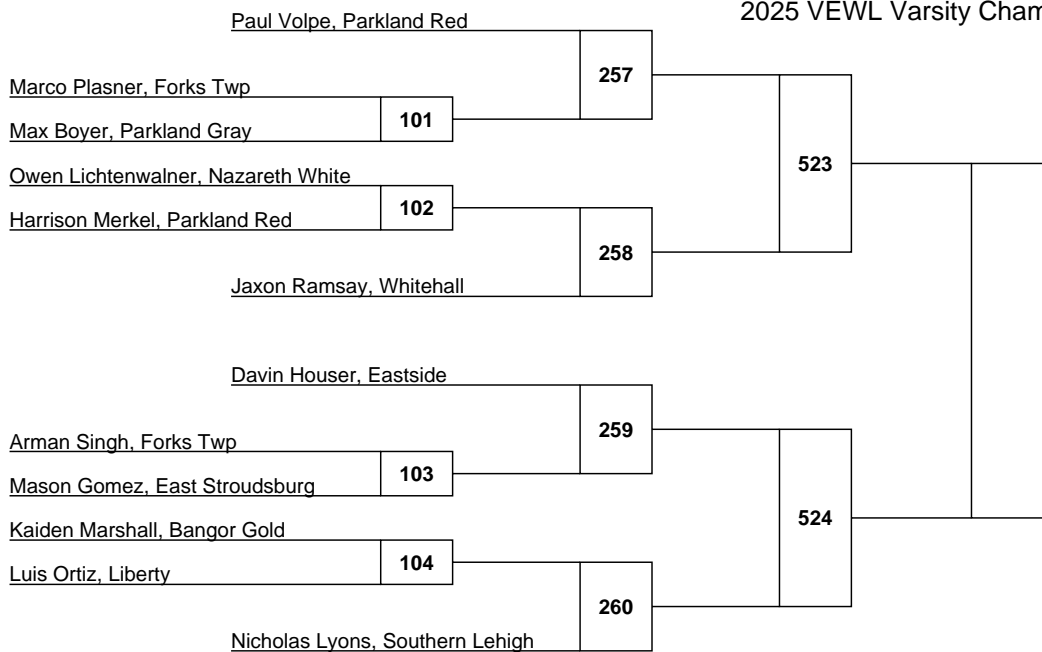 2025 VEWL Varsity Cham
Paul Volpe, Parkland Red
257
Marco Plasner, Forks Twp
101
Max Boyer, Parkland Gray
523
Owen Lichtenwalner, Nazareth White
102
Harrison Merkel, Parkland Red
258
Jaxon Ramsay, Whitehall
Davin Houser, Eastside
259
Arman Singh, Forks Twp
103
Mason Gomez, East Stroudsburg
524
Kaiden Marshall, Bangor Gold
104
Luis Ortiz, Liberty
260
Nicholas Lyons, Southern Lehigh